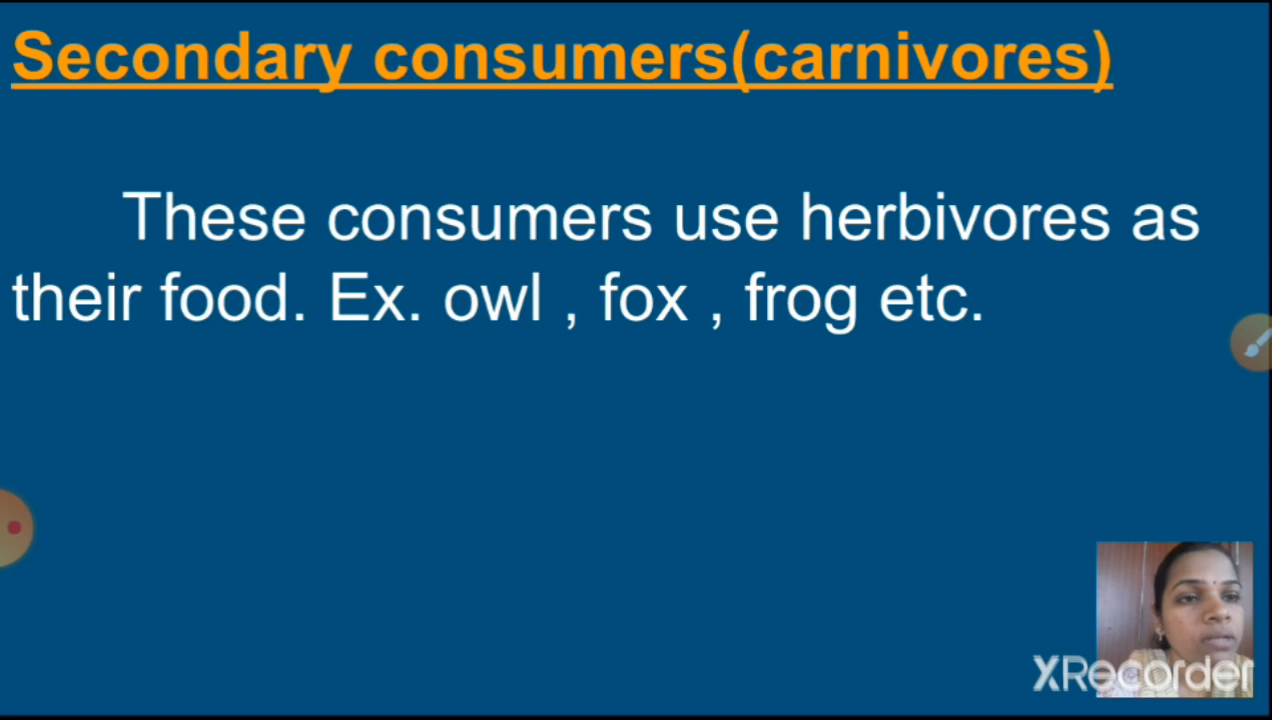 Secondary consumers(carnivores)
These consumers use herbivores as
their food. Ex. owl , fox , frog etc.
XRecorder